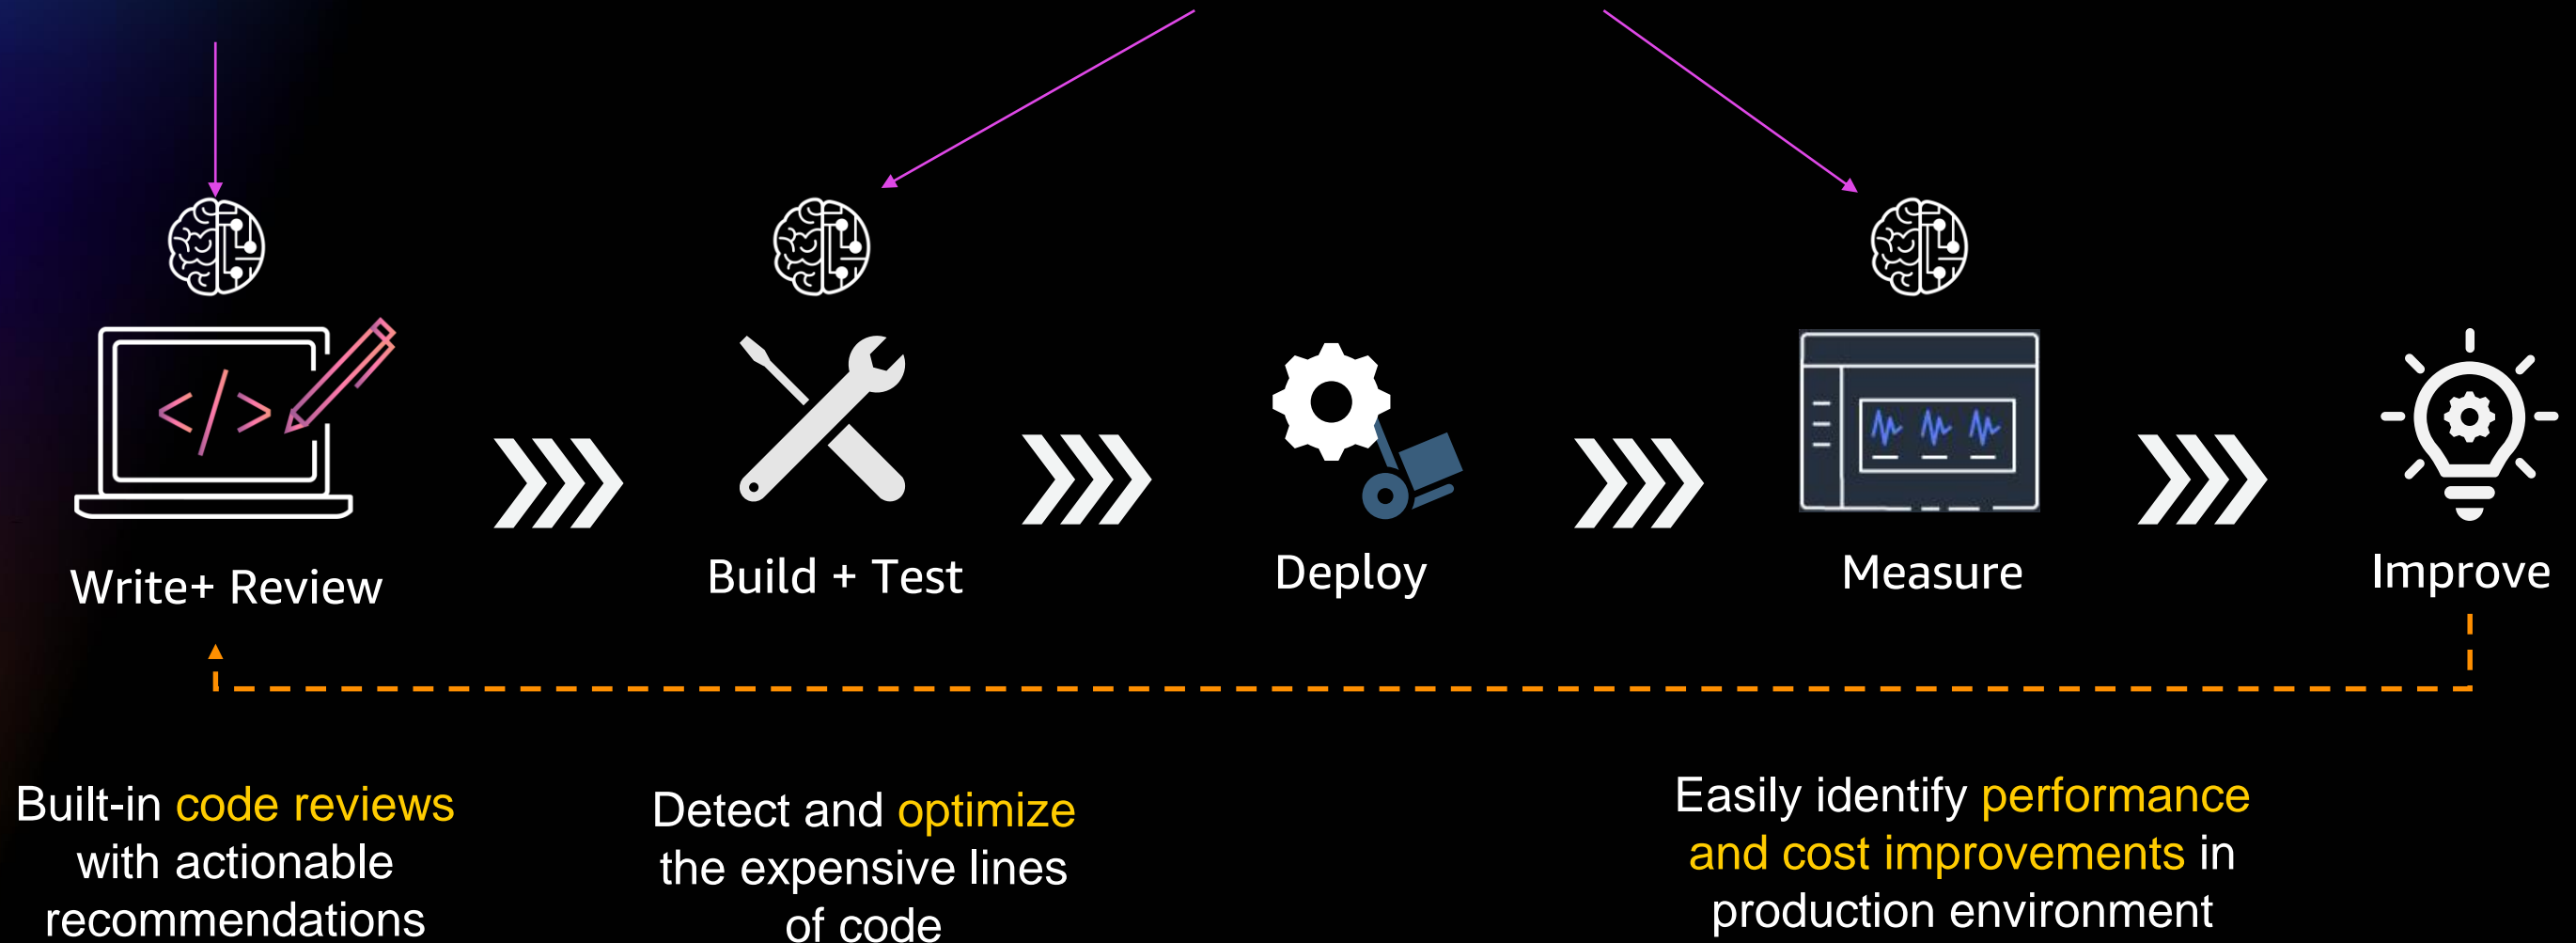 </>
Write+ Review
Build + Test
Deploy
Measure
Improve
Built-in code reviews
with actionable
recommendations
Detect and optimize
the expensive lines
of code
Easily identify performance
and cost improvements in
production environment